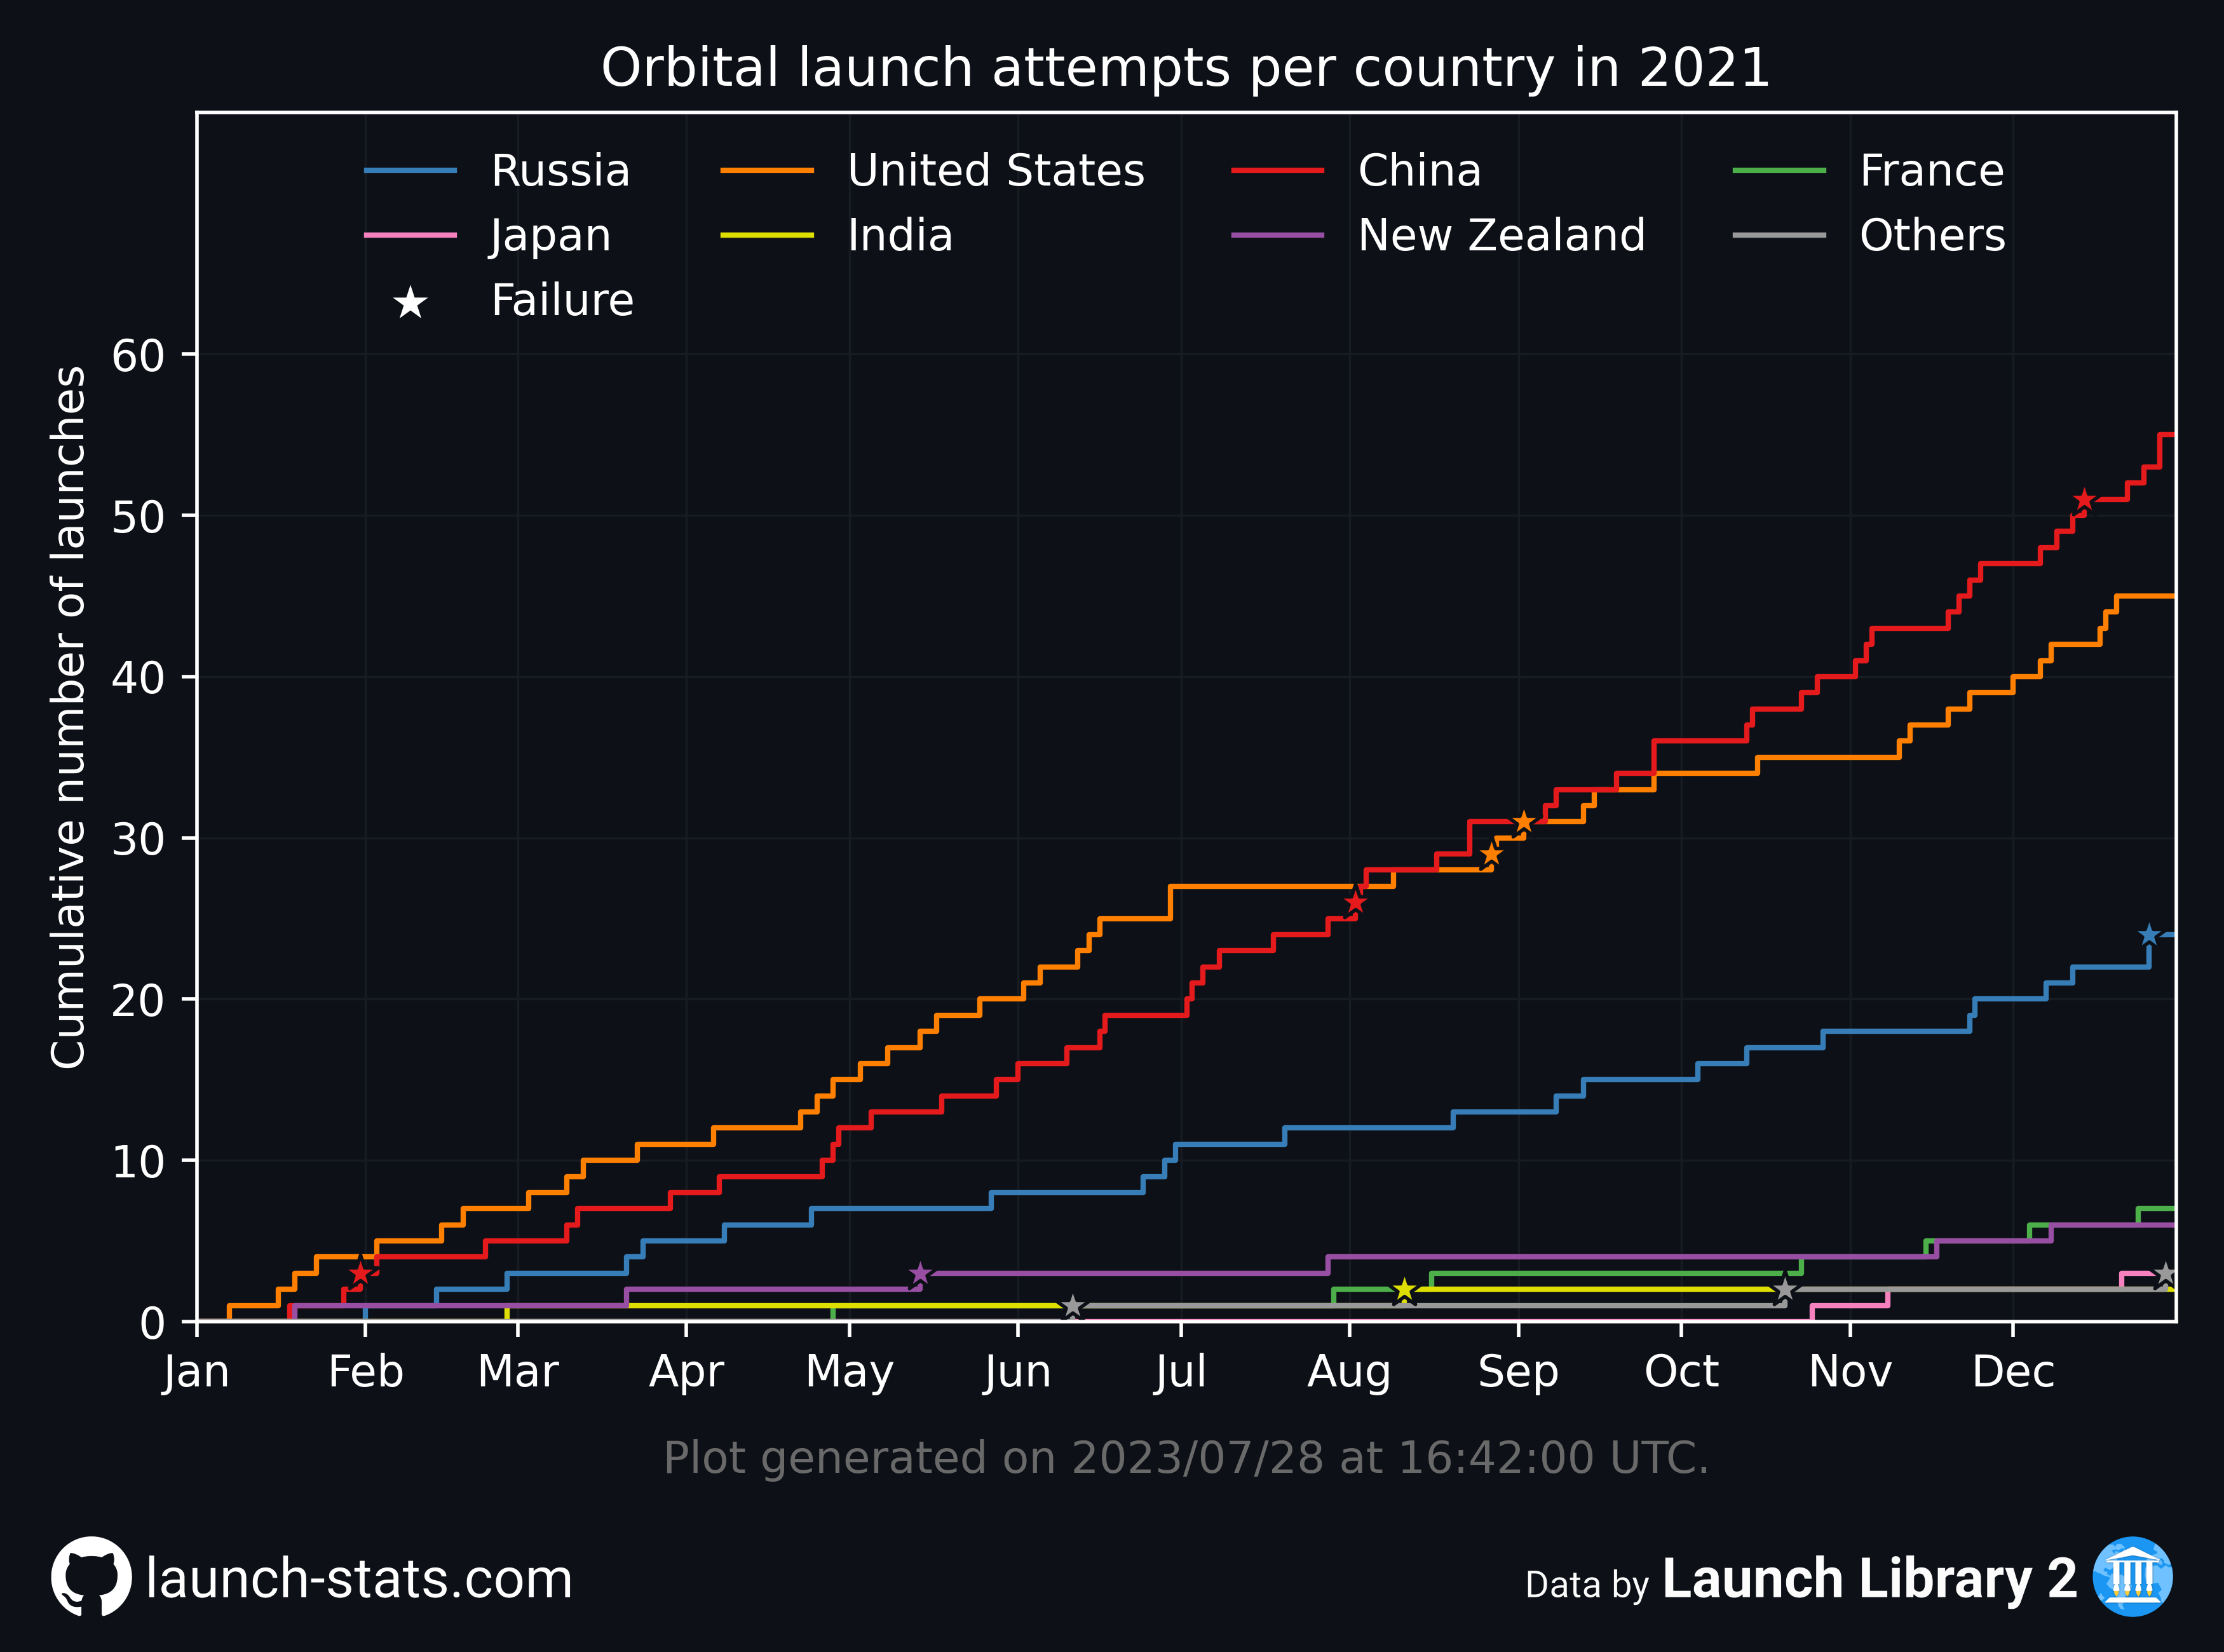 Orbital launch attempts per country in 2021
Russia United States China France
Japan India New Zealand Others
Failure
Cumulative number of launches
60
50
40
30
20
10
0
Jan Feb Mar Apr May Jun Jul Aug Sep Oct Nov Dec
Plot generated on 2023/07/28 at 16:42:00 UTC.
launch-stats.com
Data by Launch Library 2